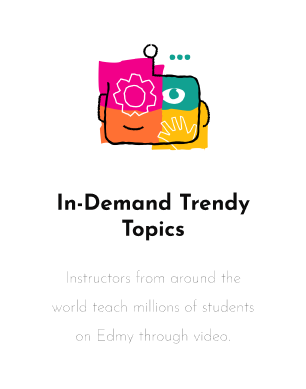 In-Demand Trendy
Topics
Instructors from around the
world teach millions of students
on Edmy through video.